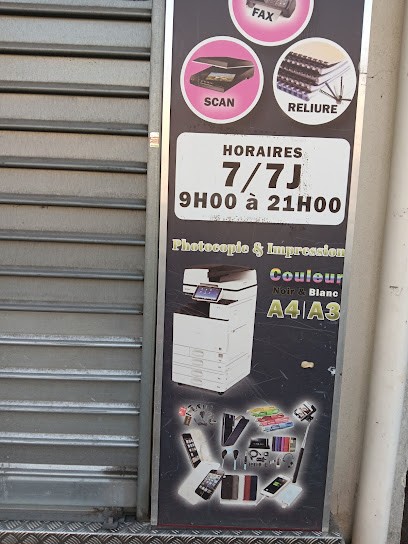 FAX
SCAN
RELIURE
HORAIRES
7/7J
9H00 à 21H00
Photocopie & Impression
Couleur
Noir & Blanc
A4|A3